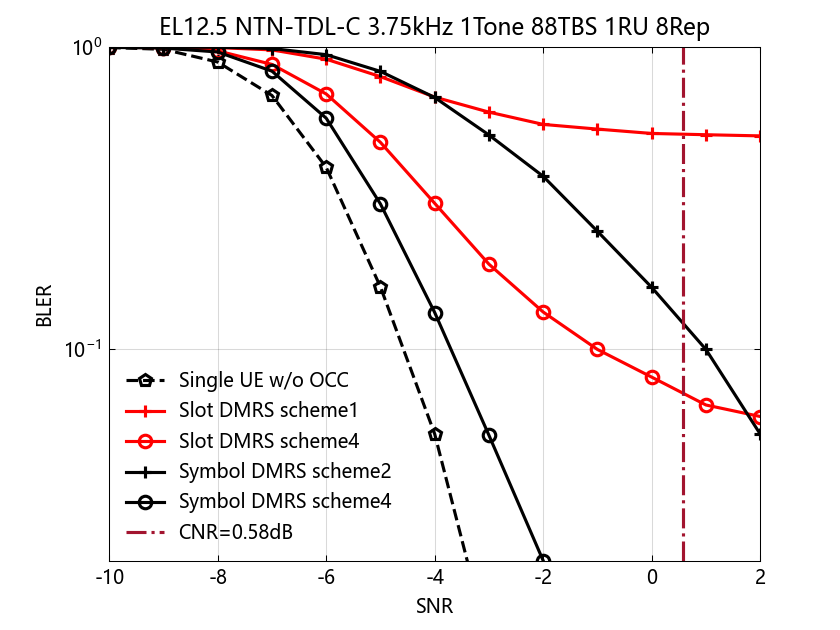 EL12.5 NTN-TDL-C 3.75kHz 1Tone 88TBS 1RU 8Rep
10⁰
10⁻¹
BLER
Single UE w/o OCC
Slot DMRS scheme1
Slot DMRS scheme4
Symbol DMRS scheme2
Symbol DMRS scheme4
CNR=0.58dB
-10 -8 -6 -4 -2 0 2
SNR